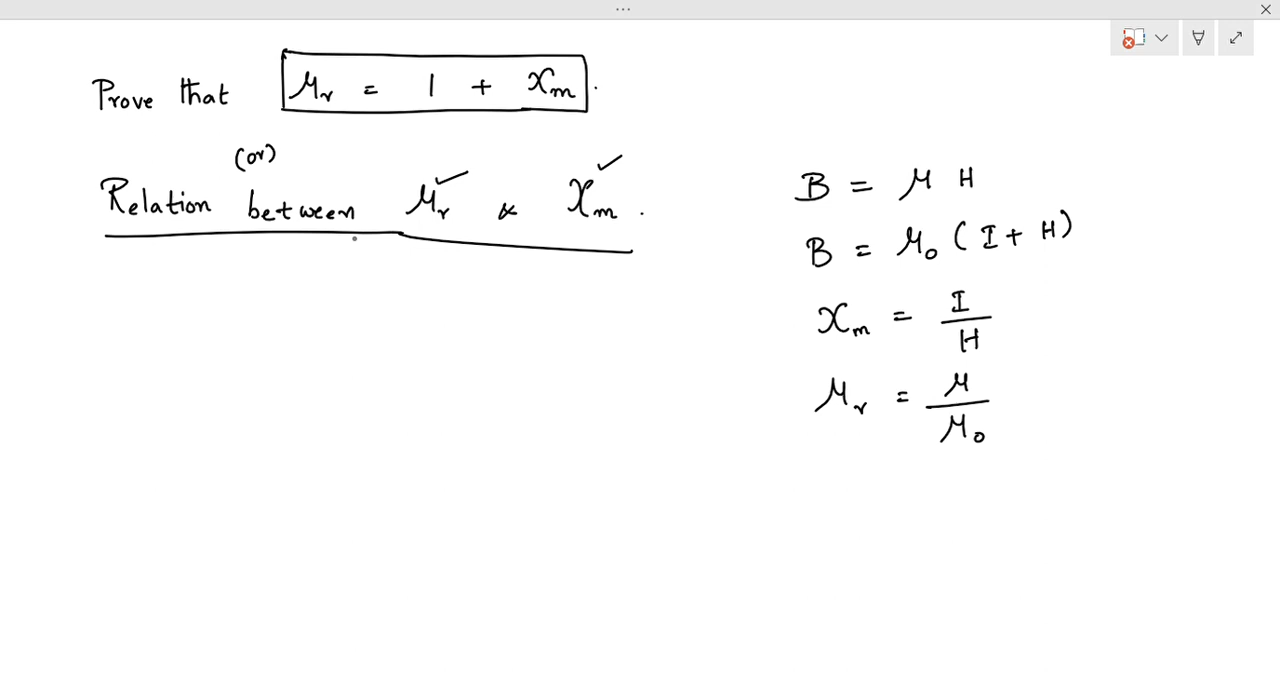 Prove that μr = 1 + χm.
(or)
Relation between μr & χm.
B = μ H
B = μ0 ( I + H )
χm = I / H
μr = μ / μ0